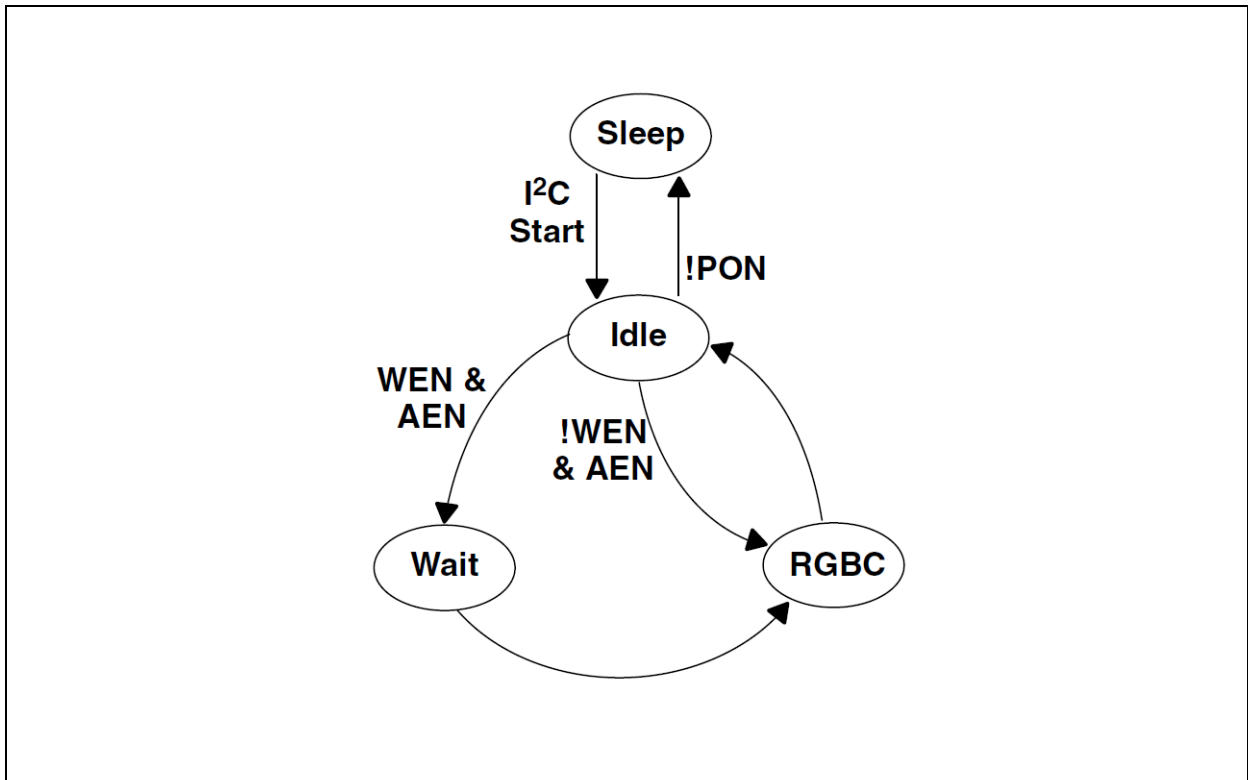 Sleep
I²C
Start
!PON
Idle
WEN &
AEN
!WEN
& AEN
Wait
RGBC